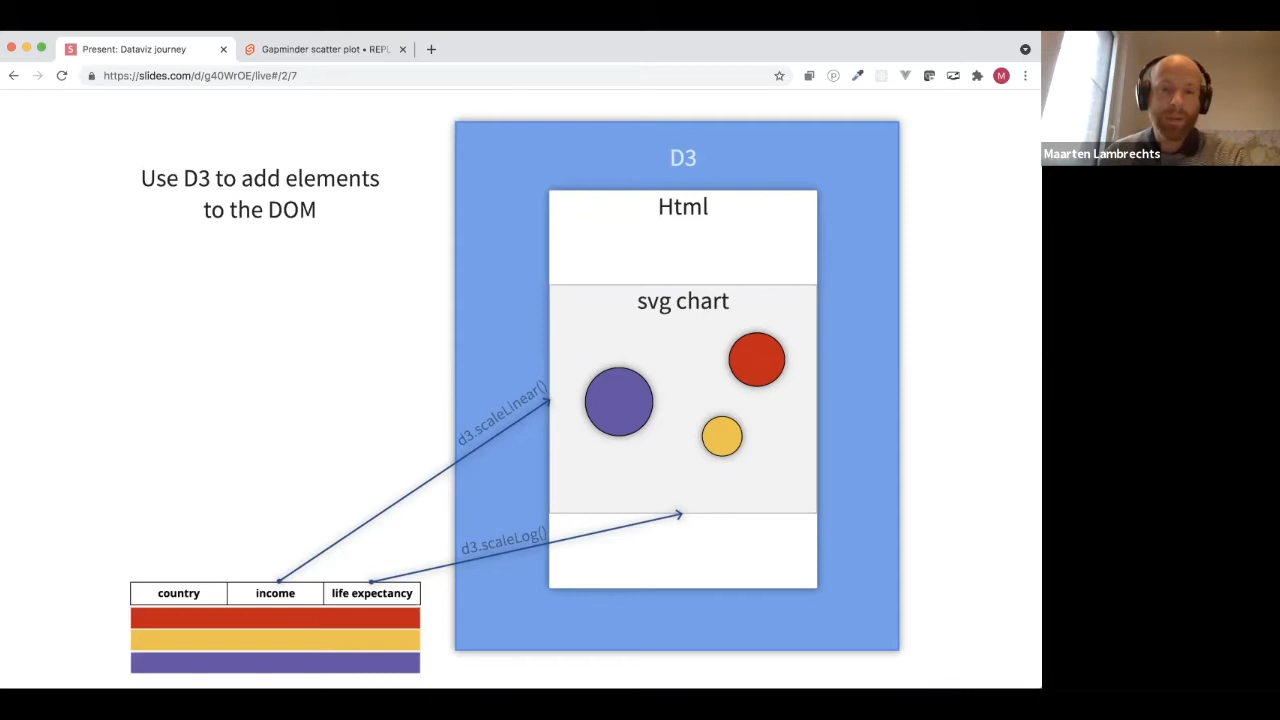 Present: Dataviz journey
Gapminder scatter plot • REPL
https://slides.com/d/g40WrOE/live#/2/7
M
Maarten Lambrechts
Use D3 to add elements
to the DOM
D3
Html
svg chart
d3.scaleLinear()
d3.scaleLog()
country income life expectancy